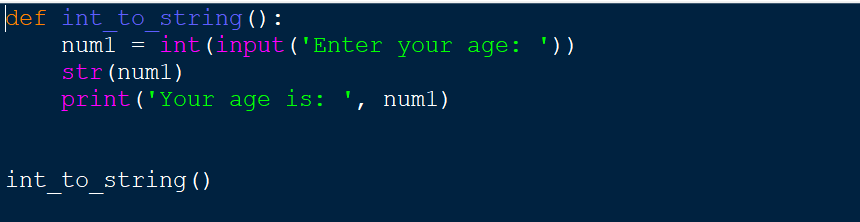 def int_to_string():
    num1 = int(input('Enter your age: '))
    str(num1)
    print('Your age is: ', num1)
int_to_string()